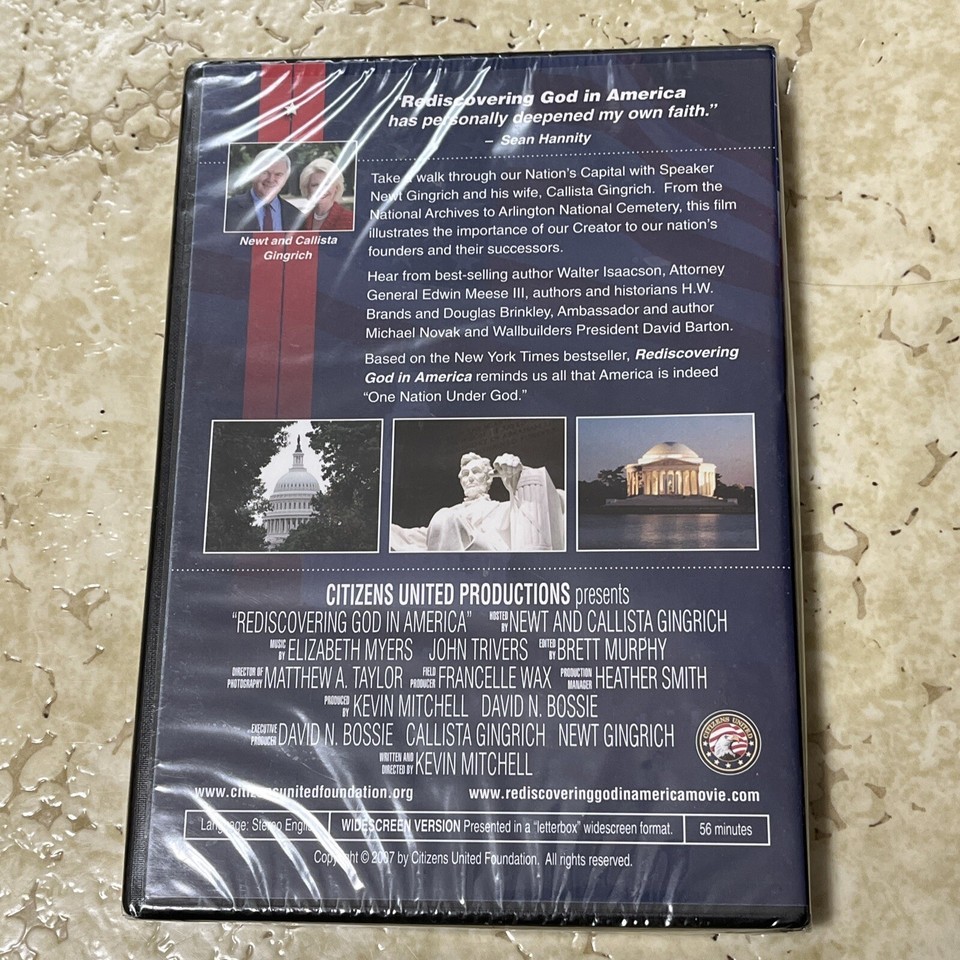 "Rediscovering God in America
has personally deepened my own faith."
– Sean Hannity
Newt and Callista
Gingrich
Take a walk through our Nation's Capital with Speaker
Newt Gingrich and his wife, Callista Gingrich. From the
National Archives to Arlington National Cemetery, this film
illustrates the importance of our Creator to our nation's
founders and their successors.
Hear from best-selling author Walter Isaacson, Attorney
General Edwin Meese III, authors and historians H.W.
Brands and Douglas Brinkley, Ambassador and author
Michael Novak and Wallbuilders President David Barton.
Based on the New York Times bestseller, Rediscovering
God in America reminds us all that America is indeed
"One Nation Under God."
CITIZENS UNITED PRODUCTIONS presents
"REDISCOVERING GOD IN AMERICA" HOSTED BY NEWT AND CALLISTA GINGRICH
MUSIC BY ELIZABETH MYERS JOHN TRIVERS EDITED BY BRETT MURPHY
DIRECTOR OF PHOTOGRAPHY MATTHEW A. TAYLOR FIELD PRODUCER FRANCELLE WAX PRODUCTION MANAGER HEATHER SMITH
PRODUCED BY KEVIN MITCHELL DAVID N. BOSSIE
EXECUTIVE PRODUCER DAVID N. BOSSIE CALLISTA GINGRICH NEWT GINGRICH
WRITTEN AND DIRECTED BY KEVIN MITCHELL
CITIZENS UNITED
www.citizensunitedfoundation.org www.rediscoveringgodinamericamovie.com
Language: Stereo English WIDESCREEN VERSION Presented in a "letterbox" widescreen format. 56 minutes
Copyright © 2007 by Citizens United Foundation. All rights reserved.